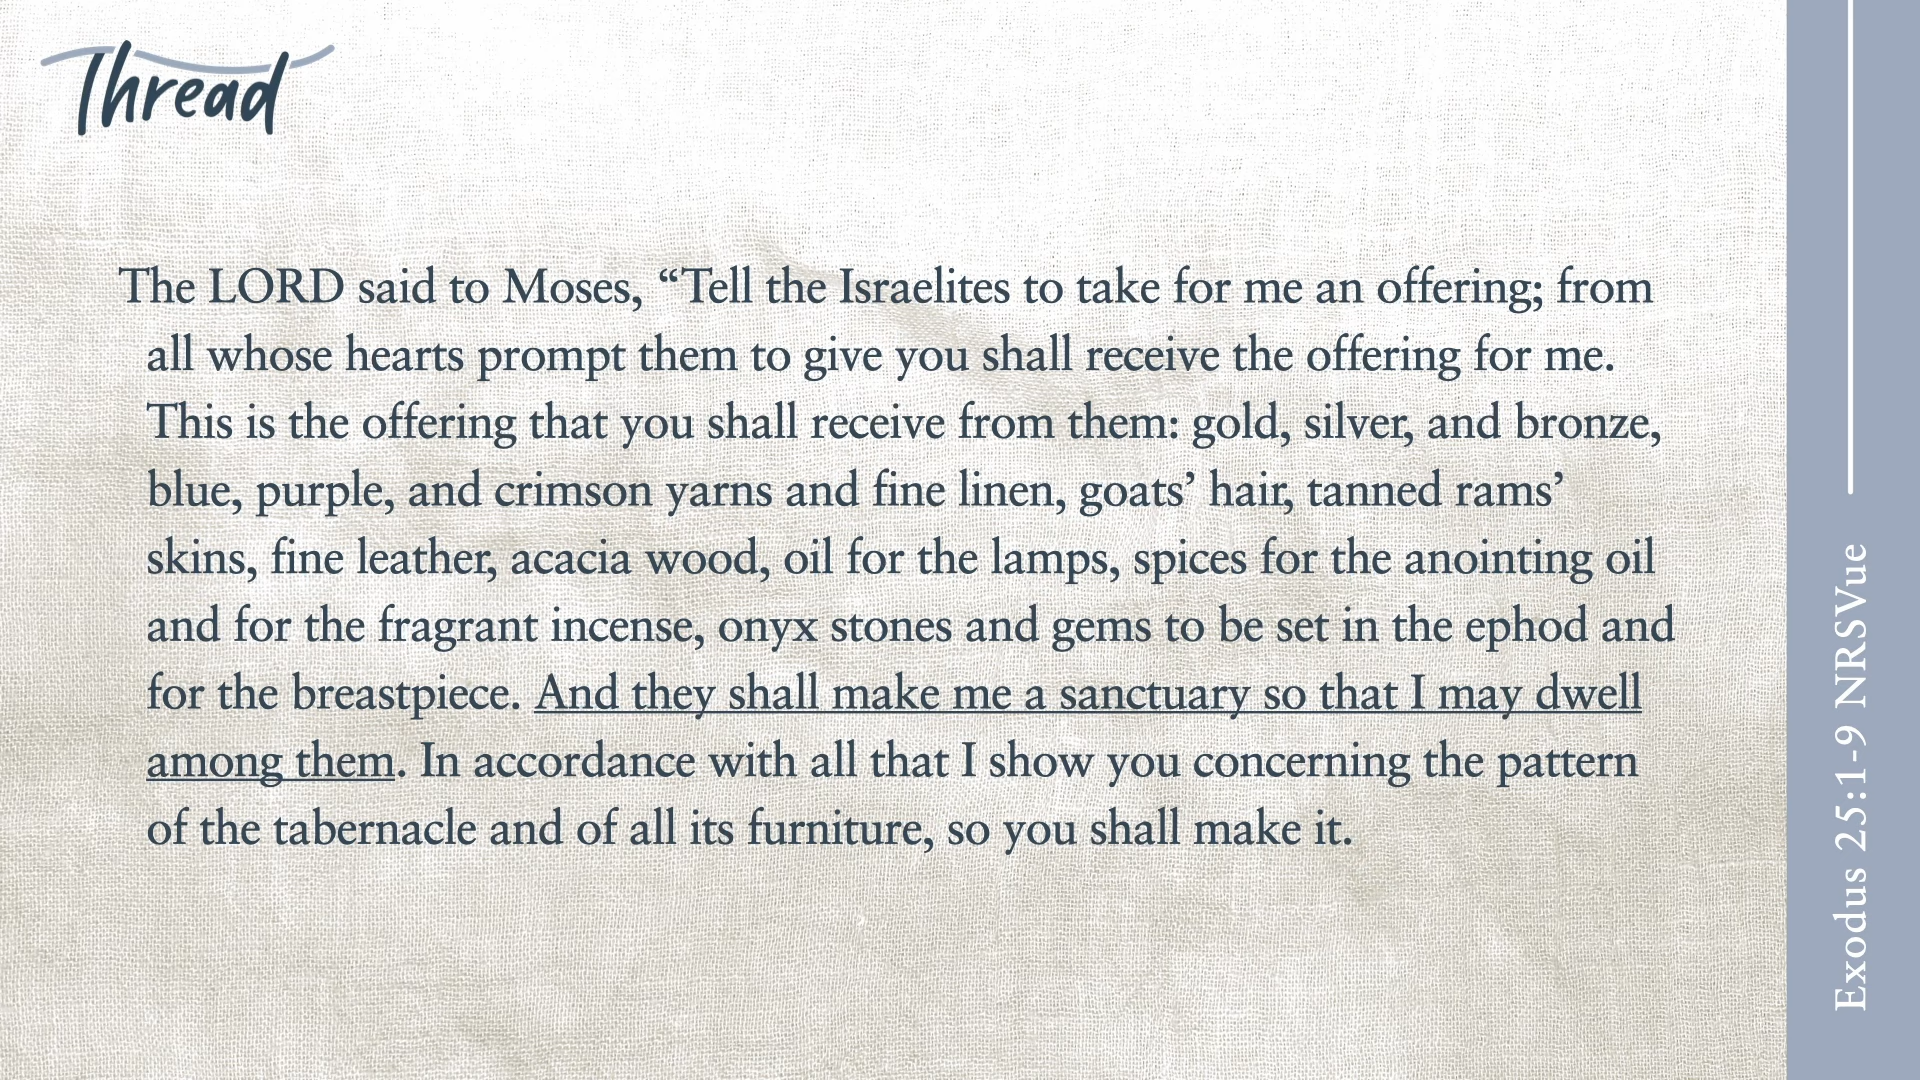 Thread
The LORD said to Moses, “Tell the Israelites to take for me an offering; from
all whose hearts prompt them to give you shall receive the offering for me.
This is the offering that you shall receive from them: gold, silver, and bronze,
blue, purple, and crimson yarns and fine linen, goats’ hair, tanned rams’
skins, fine leather, acacia wood, oil for the lamps, spices for the anointing oil
and for the fragrant incense, onyx stones and gems to be set in the ephod and
for the breastpiece. And they shall make me a sanctuary so that I may dwell
among them. In accordance with all that I show you concerning the pattern
of the tabernacle and of all its furniture, so you shall make it.
Exodus 25:1-9 NRSVue